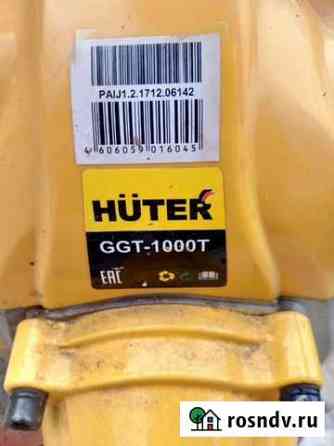 PAIJ1.2.1712.06142
4 606059 016045
HÜTER
GGT-1000T
EAC
rosndv.ru